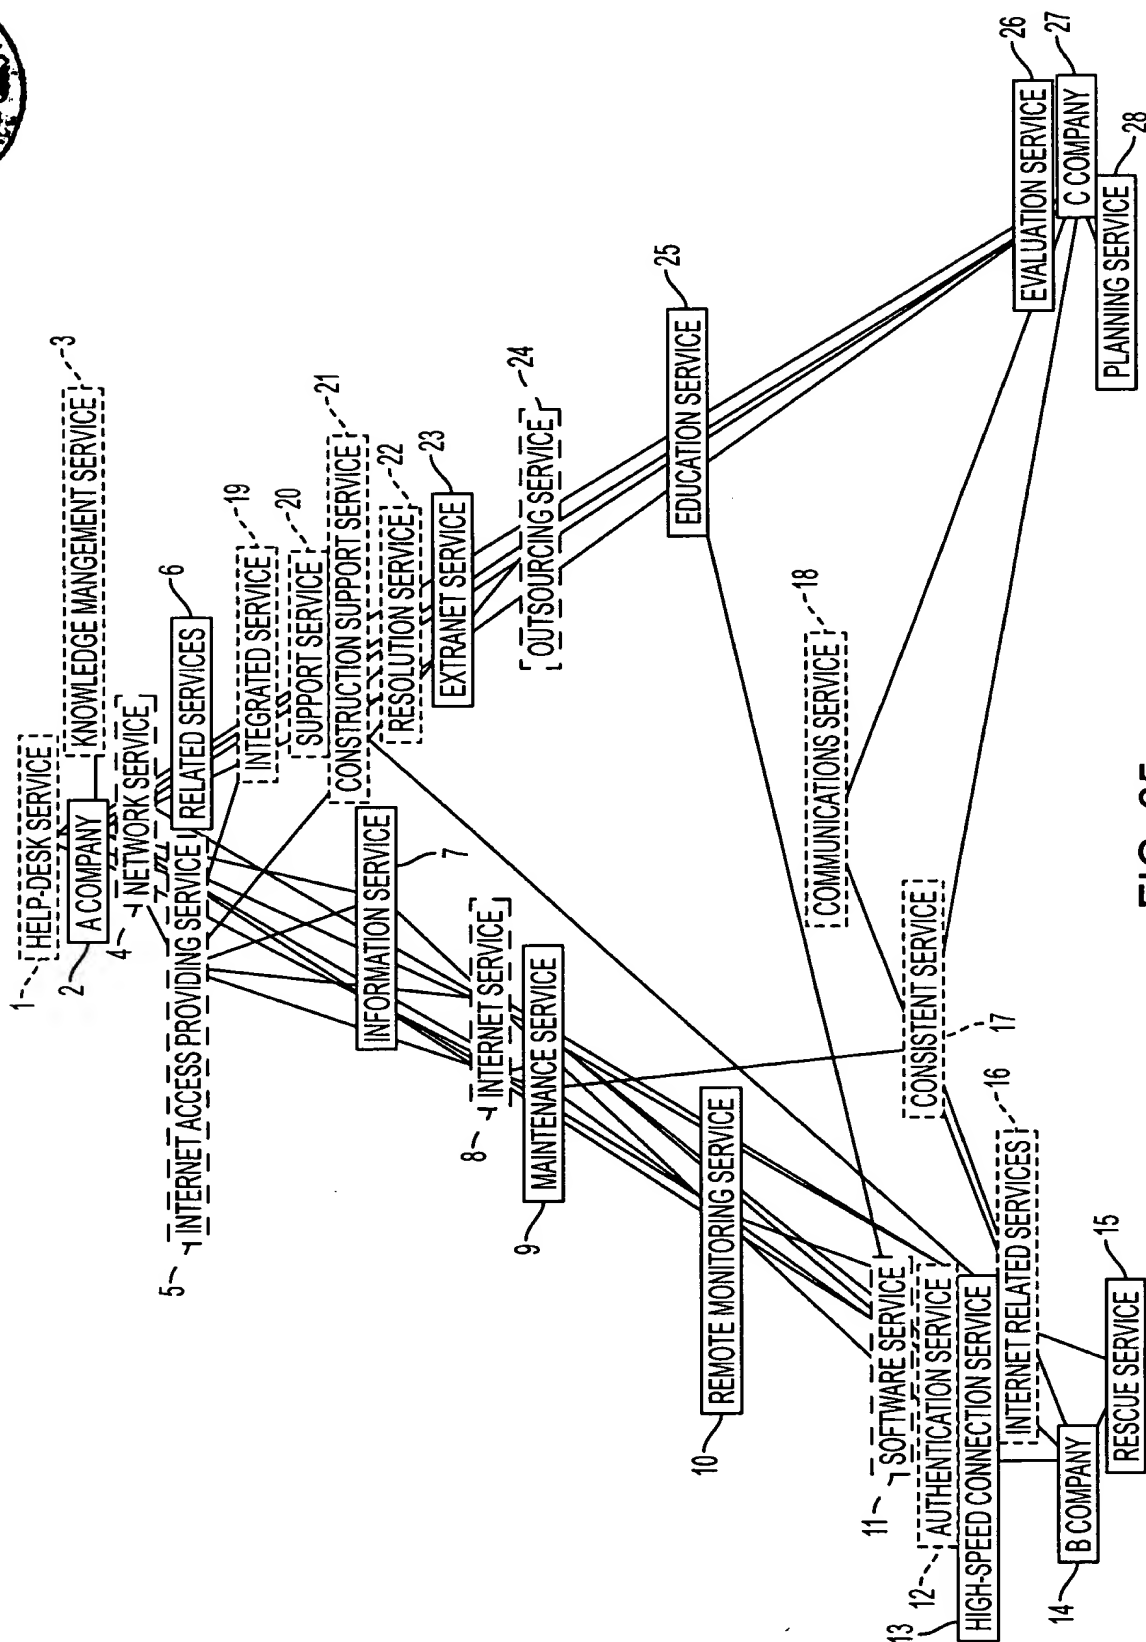 1
HELP-DESK SERVICE
2
A COMPANY
KNOWLEDGE MANGEMENT SERVICE
3
4
NETWORK SERVICE
5
INTERNET ACCESS PROVIDING SERVICE
RELATED SERVICES
6
INTEGRATED SERVICE
19
SUPPORT SERVICE
20
CONSTRUCTION SUPPORT SERVICE
21
INFORMATION SERVICE
7
RESOLUTION SERVICE
22
EXTRANET SERVICE
23
8
INTERNET SERVICE
OUTSOURCING SERVICE
24
9
MAINTENANCE SERVICE
EDUCATION SERVICE
25
10
REMOTE MONITORING SERVICE
COMMUNICATIONS SERVICE
18
11
SOFTWARE SERVICE
CONSISTENT SERVICE
17
12
AUTHENTICATION SERVICE
13
HIGH-SPEED CONNECTION SERVICE
INTERNET RELATED SERVICES
16
EVALUATION SERVICE
26
14
B COMPANY
C COMPANY
27
RESCUE SERVICE
15
PLANNING SERVICE
28